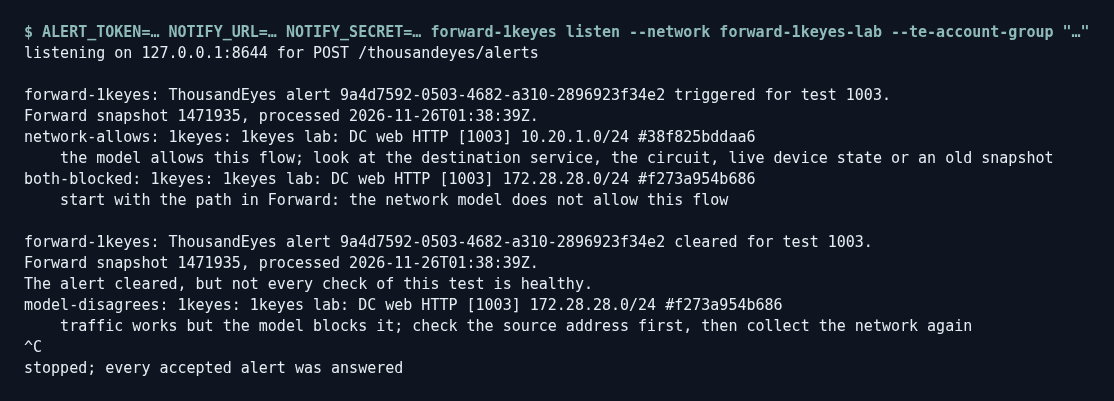 $ ALERT_TOKEN=… NOTIFY_URL=… NOTIFY_SECRET=… forward-1keyes listen --network forward-1keyes-lab --te-account-group "…"
listening on 127.0.0.1:8644 for POST /thousandeyes/alerts
forward-1keyes: ThousandEyes alert 9a4d7592-0503-4682-a310-2896923f34e2 triggered for test 1003.
Forward snapshot 1471935, processed 2026-11-26T01:38:39Z.
network-allows: 1keyes: 1keyes lab: DC web HTTP [1003] 10.20.1.0/24 #38f825bddaa6
the model allows this flow; look at the destination service, the circuit, live device state or an old snapshot
both-blocked: 1keyes: 1keyes lab: DC web HTTP [1003] 172.28.28.0/24 #f273a954b686
start with the path in Forward: the network model does not allow this flow
forward-1keyes: ThousandEyes alert 9a4d7592-0503-4682-a310-2896923f34e2 cleared for test 1003.
Forward snapshot 1471935, processed 2026-11-26T01:38:39Z.
The alert cleared, but not every check of this test is healthy.
model-disagrees: 1keyes: 1keyes lab: DC web HTTP [1003] 172.28.28.0/24 #f273a954b686
traffic works but the model blocks it; check the source address first, then collect the network again
^C
stopped; every accepted alert was answered